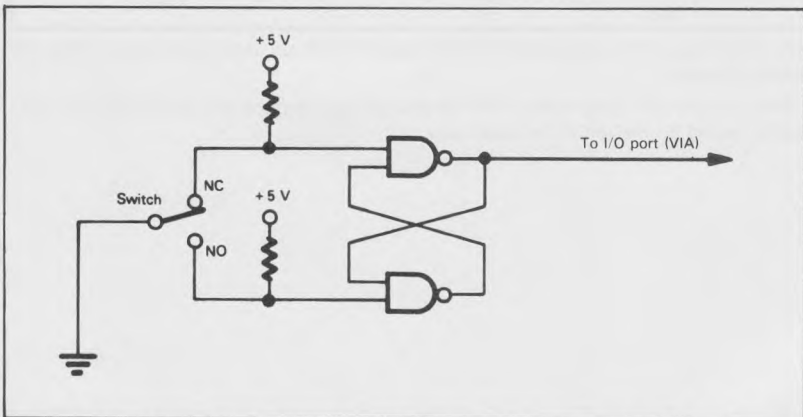 +5 V
To I/O port (VIA)
NC
Switch
+5 V
NO